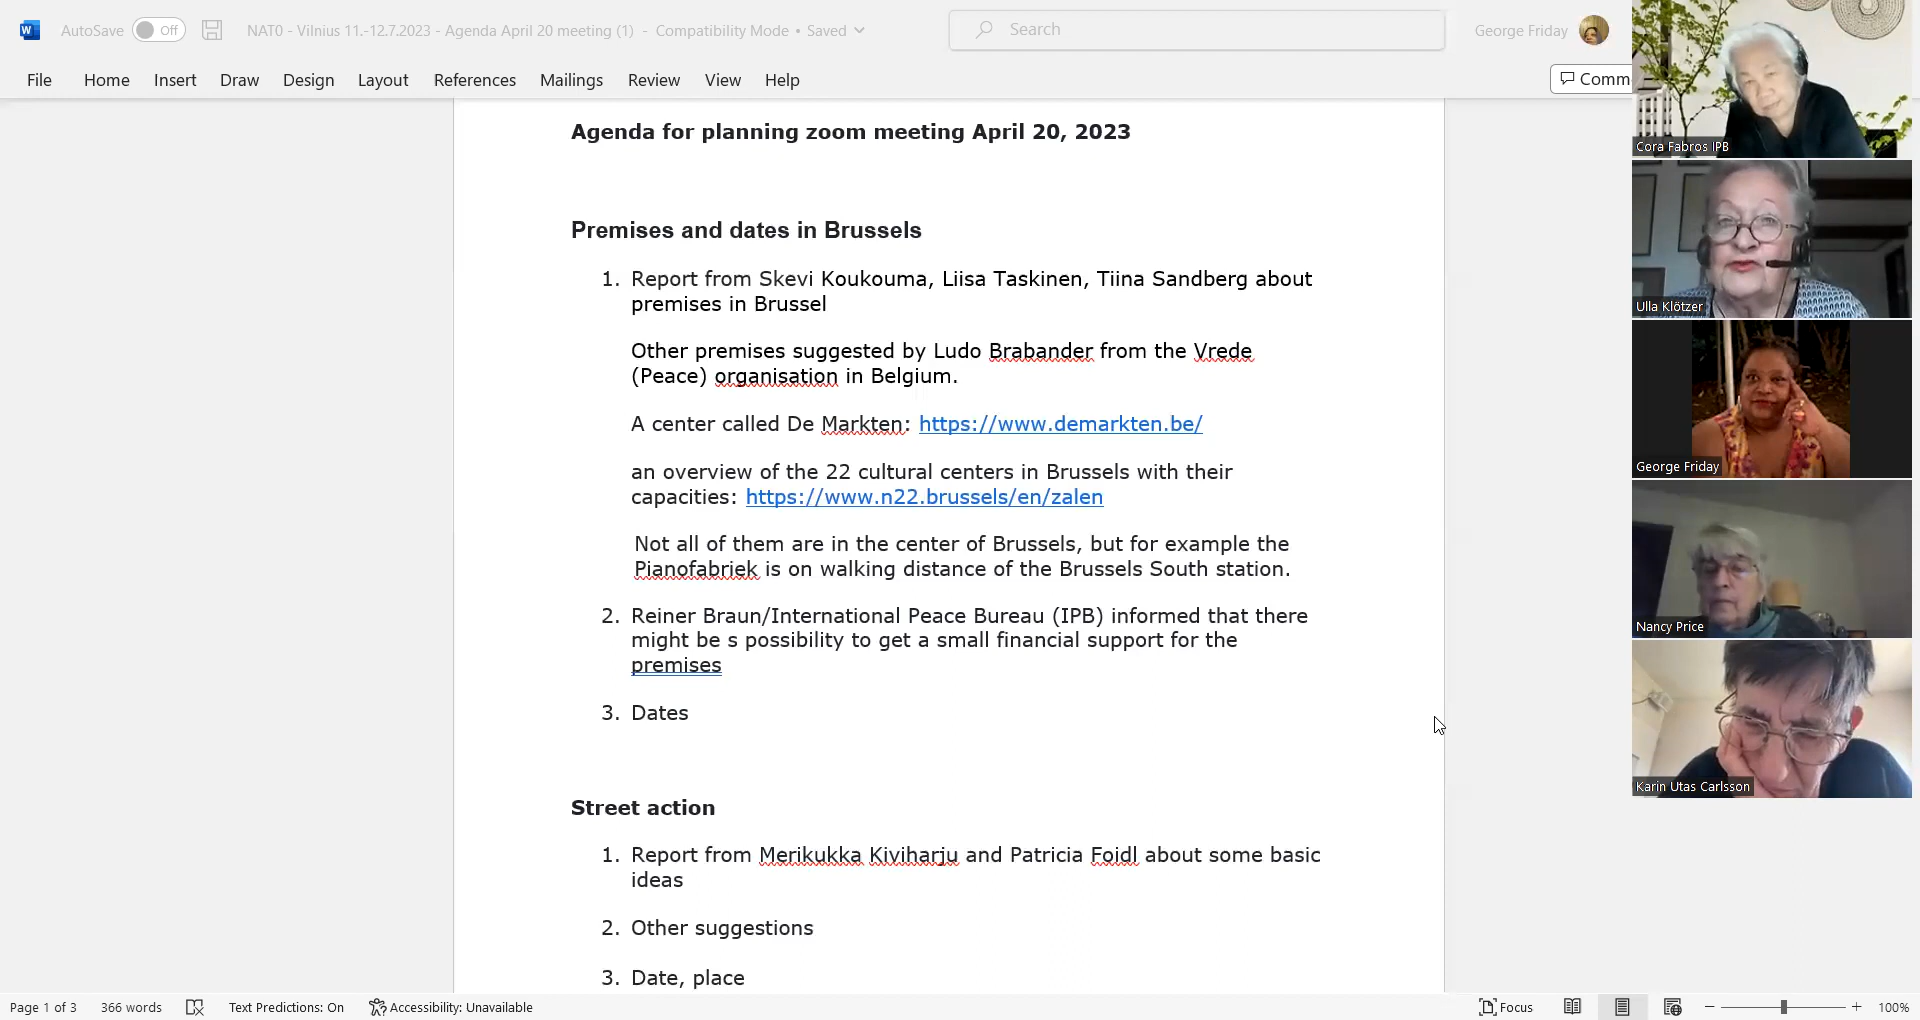 AutoSave Off NAT0 - Vilnius 11.-12.7.2023 - Agenda April 20 meeting (1) - Compatibility Mode • Saved Search George Friday
File Home Insert Draw Design Layout References Mailings Review View Help Comm
Agenda for planning zoom meeting April 20, 2023
Premises and dates in Brussels
1. Report from Skevi Koukouma, Liisa Taskinen, Tiina Sandberg about
premises in Brussel
Other premises suggested by Ludo Brabander from the Vrede
(Peace) organisation in Belgium.
A center called De Markten: https://www.demarkten.be/
an overview of the 22 cultural centers in Brussels with their
capacities: https://www.n22.brussels/en/zalen
Not all of them are in the center of Brussels, but for example the
Pianofabriek is on walking distance of the Brussels South station.
2. Reiner Braun/International Peace Bureau (IPB) informed that there
might be s possibility to get a small financial support for the
premises
3. Dates
Street action
1. Report from Merikukka Kiviharju and Patricia Foidl about some basic
ideas
2. Other suggestions
3. Date, place
Cora Fabros IPB
Ulla Klötzer
George Friday
Nancy Price
Karin Utas Carlsson
Page 1 of 3 366 words Text Predictions: On Accessibility: Unavailable Focus 100%